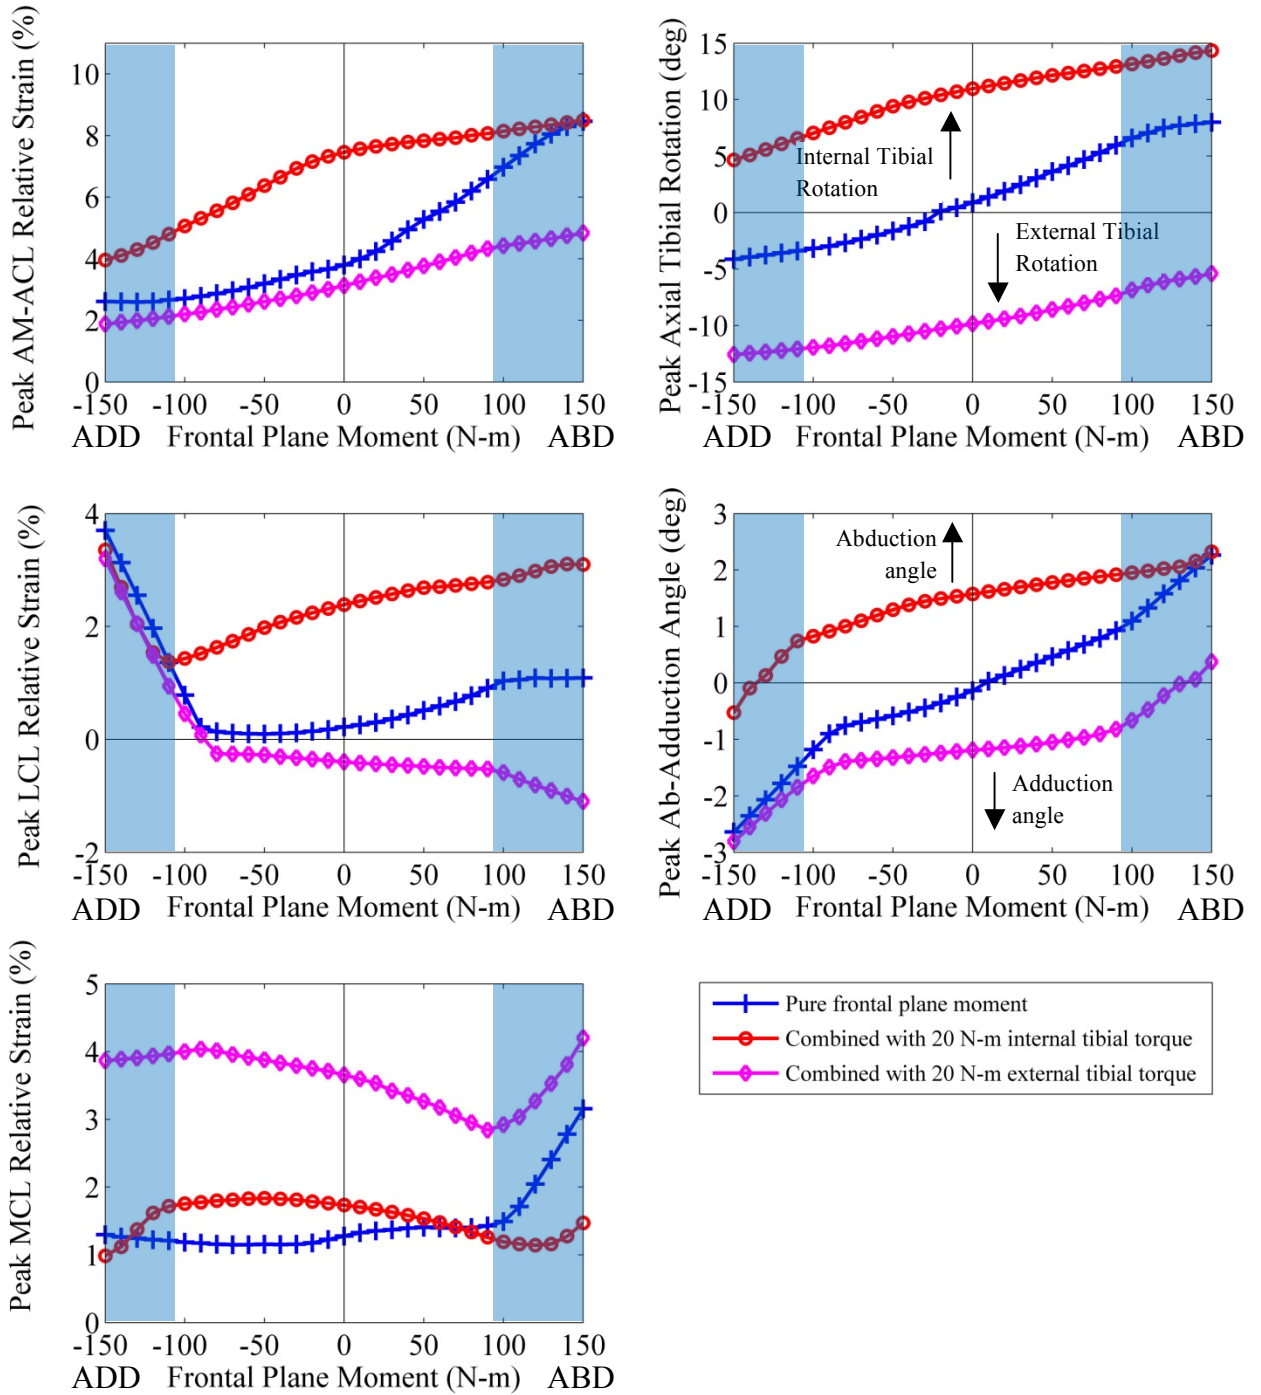 Peak AM-ACL Relative Strain (%)
10
8
6
4
2
0
-150 -100 -50 0 50 100 150
ADD Frontal Plane Moment (N-m) ABD
Peak Axial Tibial Rotation (deg)
15
10
5
0
-5
-10
-15
Internal Tibial
Rotation
External Tibial
Rotation
-150 -100 -50 0 50 100 150
ADD Frontal Plane Moment (N-m) ABD
Peak LCL Relative Strain (%)
4
2
0
-2
-150 -100 -50 0 50 100 150
ADD Frontal Plane Moment (N-m) ABD
Peak Ab-Adduction Angle (deg)
3
2
1
0
-1
-2
-3
Abduction
angle
Adduction
angle
-150 -100 -50 0 50 100 150
ADD Frontal Plane Moment (N-m) ABD
Peak MCL Relative Strain (%)
5
4
3
2
1
0
-150 -100 -50 0 50 100 150
ADD Frontal Plane Moment (N-m) ABD
Pure frontal plane moment
Combined with 20 N-m internal tibial torque
Combined with 20 N-m external tibial torque